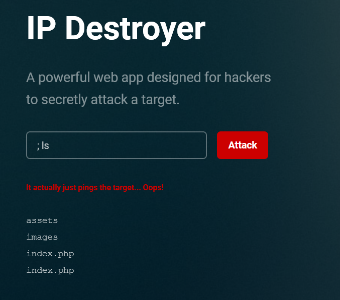 IP Destroyer
A powerful web app designed for hackers
to secretly attack a target.
;ls
Attack
It actually just pings the target... Oops!
assets
images
index.php
index.php